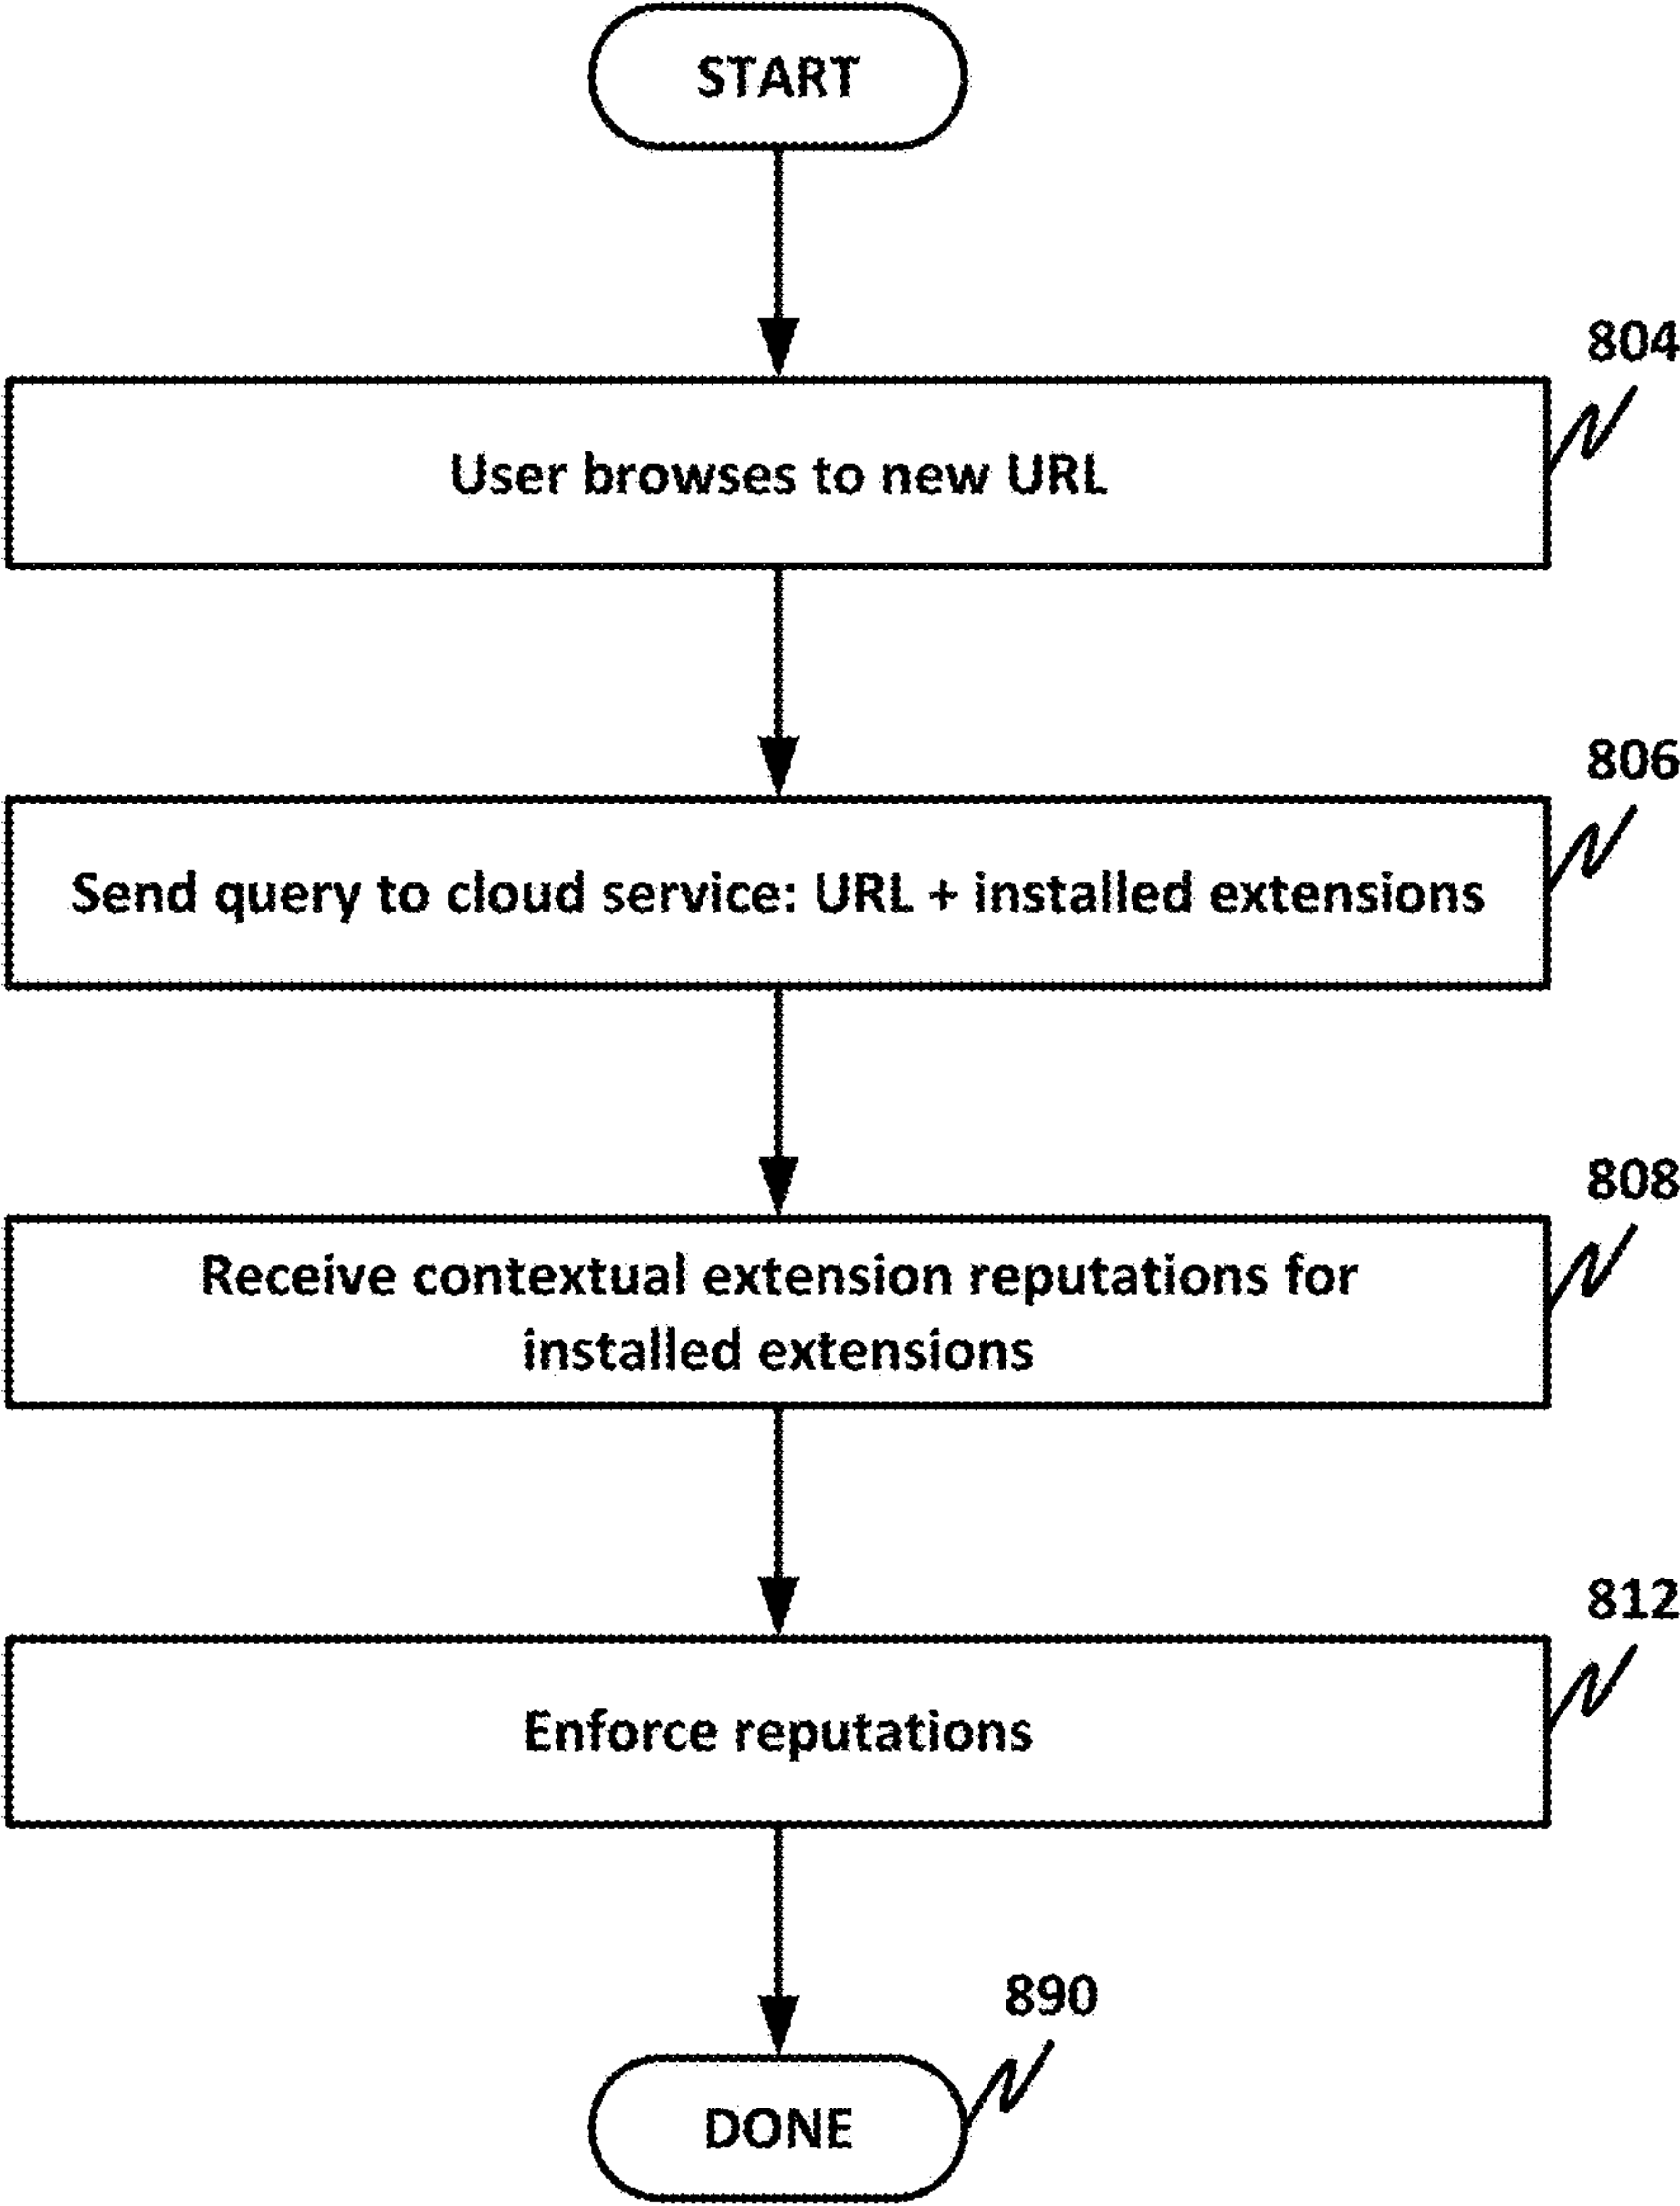 START
804
User browses to new URL
806
Send query to cloud service: URL + installed extensions
808
Receive contextual extension reputations for
installed extensions
812
Enforce reputations
890
DONE